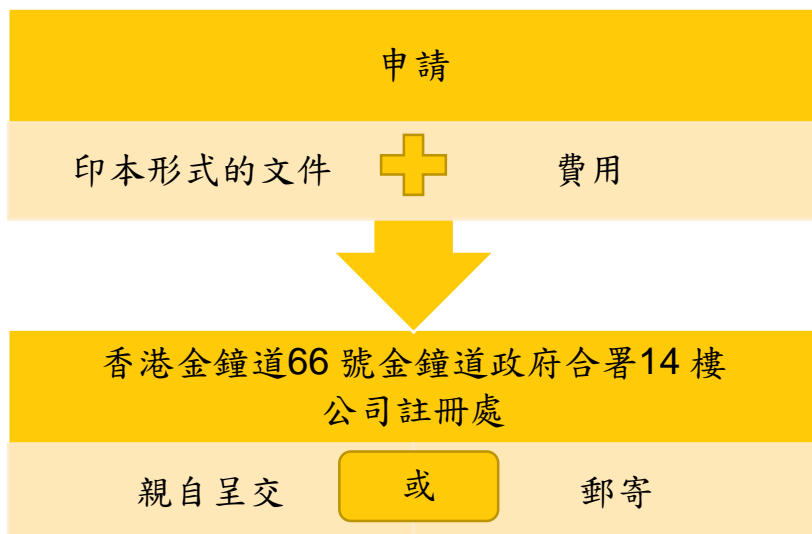 申請
印本形式的文件
費用
香港金鐘道66 號金鐘道政府合署14 樓
公司註冊處
親自呈交
或
郵寄